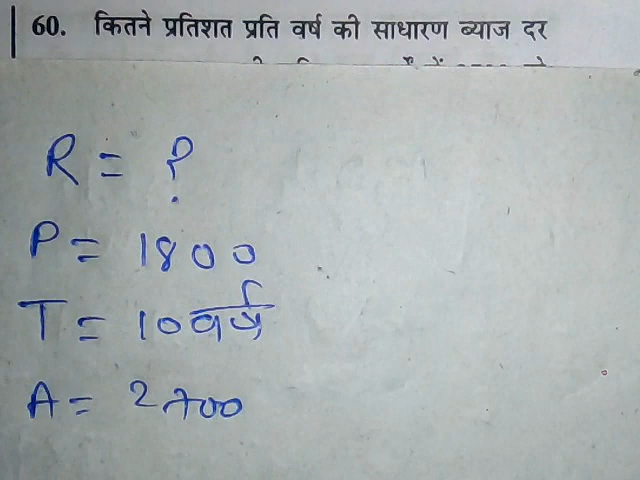 60. कितने प्रतिशत प्रति वर्ष की साधारण ब्याज दर
R = ?
P = 1800
T = 10 वर्ष
A = 2700